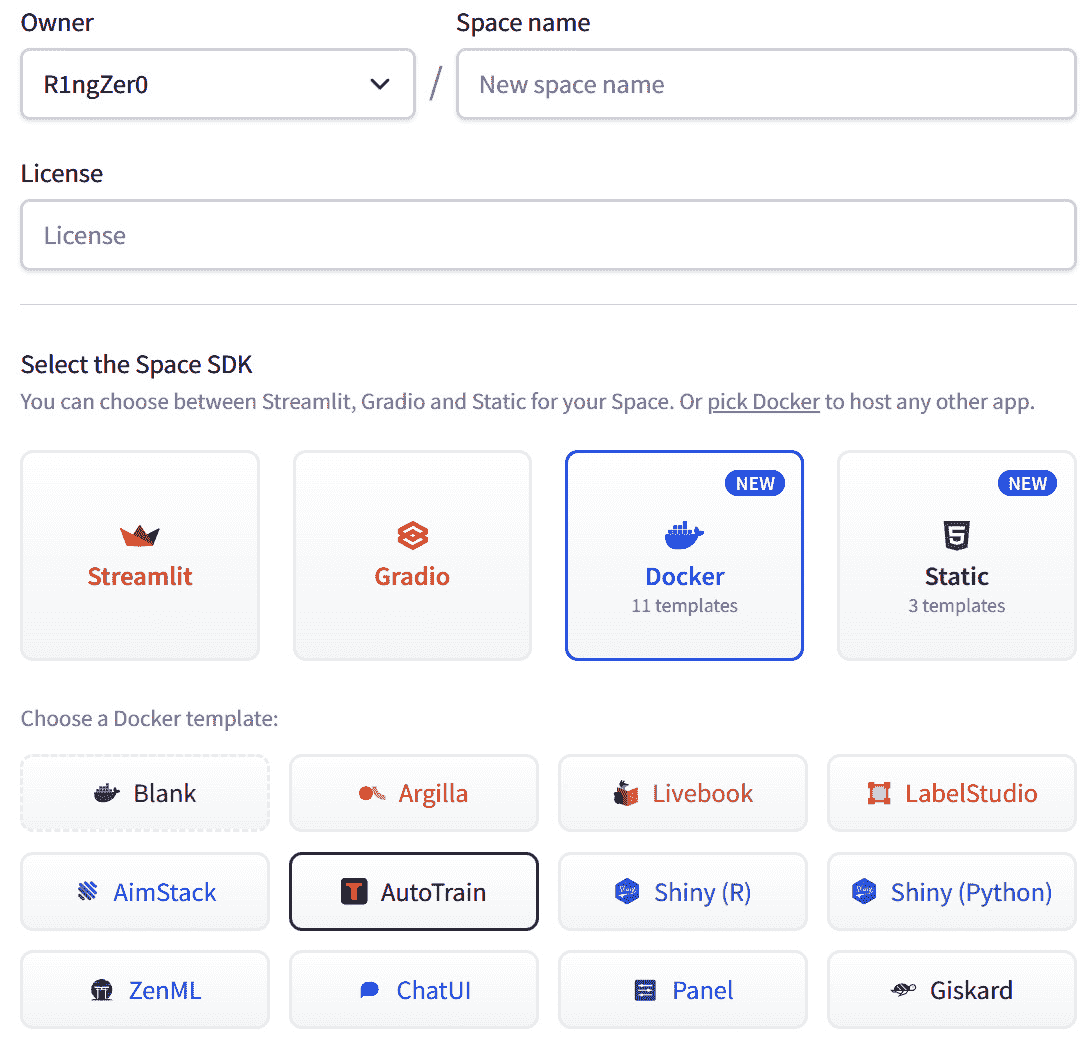 Owner Space name
R1ngZer0 / New space name
License
License
Select the Space SDK
You can choose between Streamlit, Gradio and Static for your Space. Or pick Docker to host any other app.
NEW NEW
Streamlit Gradio Docker Static
11 templates 3 templates
Choose a Docker template:
Blank Argilla Livebook LabelStudio
AimStack AutoTrain Shiny (R) Shiny (Python)
ZenML ChatUI Panel Giskard